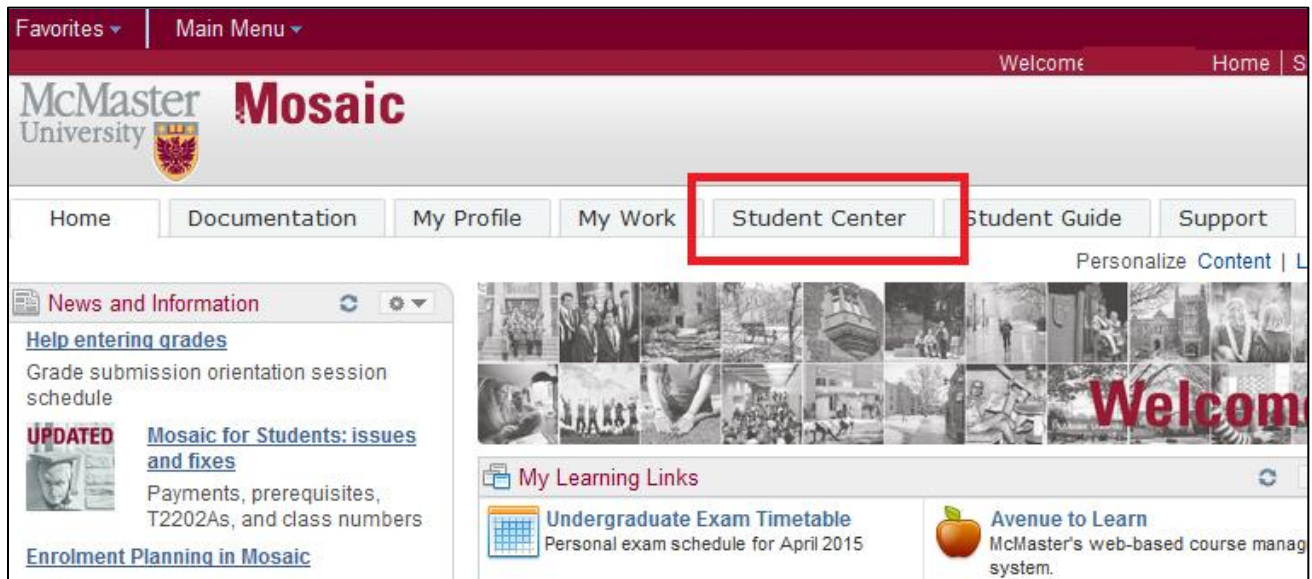 Favorites Main Menu
Welcome Home
McMaster
University
Mosaic
Home Documentation My Profile My Work Student Center Student Guide Support
Personalize Content
News and Information
Help entering grades
Grade submission orientation session
schedule
UPDATED
Mosaic for Students: issues
and fixes
Payments, prerequisites,
T2202As, and class numbers
Enrolment Planning in Mosaic
Welcom
My Learning Links
Undergraduate Exam Timetable
Personal exam schedule for April 2015
Avenue to Learn
McMaster's web-based course manag
system.